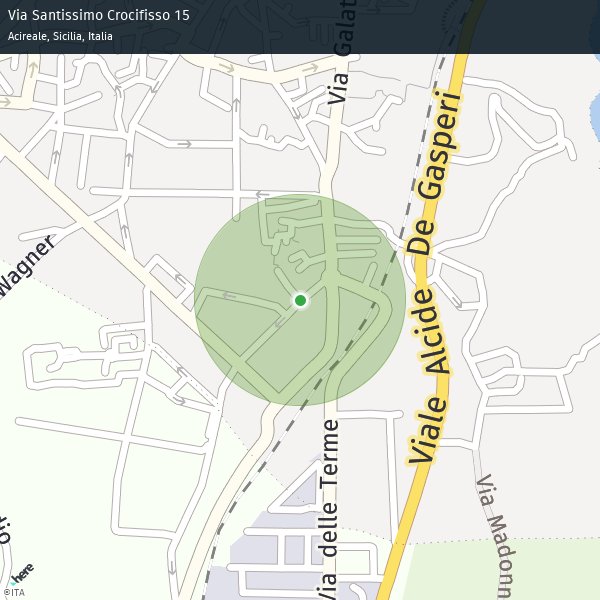 Via Santissimo Crocifisso 15
Acireale, Sicilia, Italia
Via Galat
Viale Alcide De Gasperi
Wagner
Via delle Terme
Via Madonn
here
©ITA